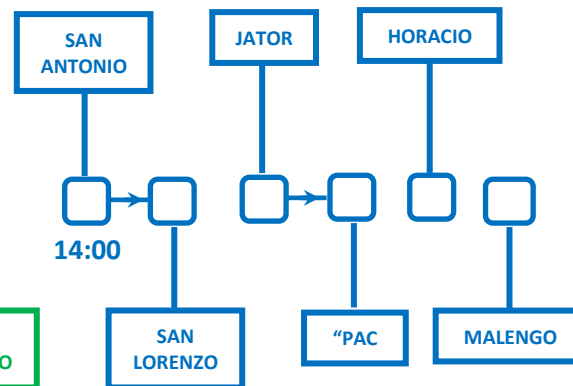 SAN
ANTONIO
JATOR
HORACIO
14:00
SAN
LORENZO
“PAC
MALENGO